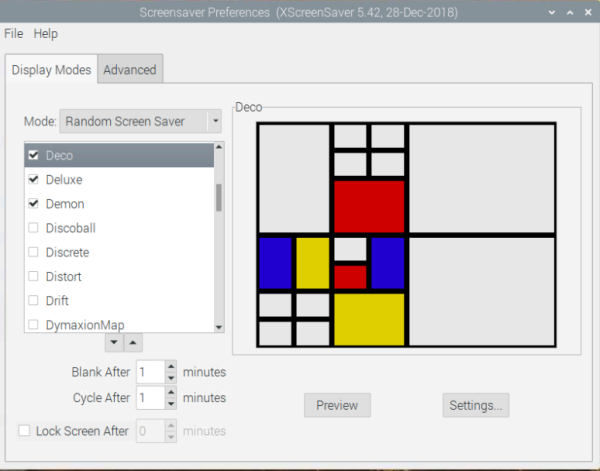 Screensaver Preferences (XScreenSaver 5.42, 28-Dec-2018)
File Help
Display Modes Advanced
Mode: Random Screen Saver
Deco
Deluxe
Demon
Discoball
Discrete
Distort
Drift
DymaxionMap
Blank After 1 minutes
Cycle After 1 minutes
Lock Screen After 0 minutes
Deco
Preview Settings...